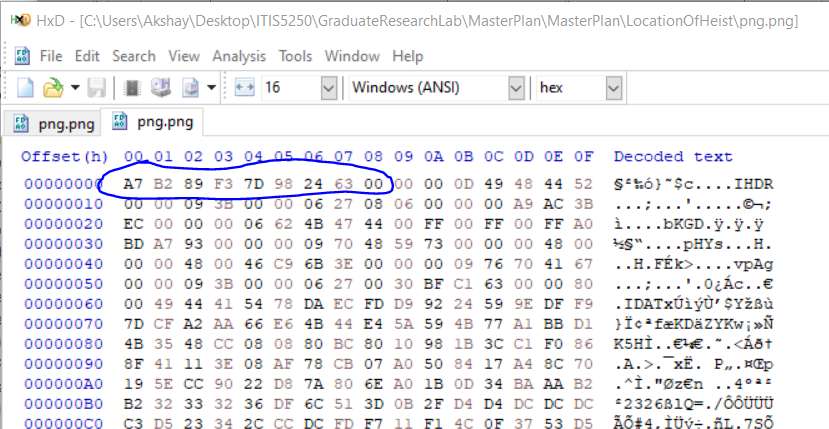 HxD - [C:\Users\Akshay\Desktop\ITIS5250\GraduateResearchLab\MasterPlan\MasterPlan\LocationOfHeist\png.png]
File Edit Search View Analysis Tools Window Help
16 Windows (ANSI) hex
png.png png.png
Offset(h) 00 01 02 03 04 05 06 07 08 09 0A 0B 0C 0D 0E 0F Decoded text
00000000 A7 B2 89 F3 7D 98 24 63 00 00 00 0D 49 48 44 52 §²‰ó}˜$c....IHDR
00000010 00 00 09 3B 00 00 06 27 08 06 00 00 00 A9 AC 3B ...;...'.....©¬;
00000020 EC 00 00 00 06 62 4B 47 44 00 FF 00 FF 00 FF A0 ì....bKGD.ÿ.ÿ.ÿ
00000030 BD A7 93 00 00 00 09 70 48 59 73 00 00 00 48 00 ½§“....pHYs...H.
00000040 00 00 48 00 46 C9 6B 3E 00 00 00 09 76 70 41 67 ..H.FÉk>....vpAg
00000050 00 00 09 3B 00 00 06 27 00 30 BF C1 63 00 00 80 ...;...'.0¿Ác..€
00000060 00 49 44 41 54 78 DA EC FD D9 92 24 59 9E DF F9 .IDATxÚìýÙ’$Yžßù
00000070 7D CF A2 AA 66 E6 4B 44 E4 5A 59 4B 77 A1 BB D1 }Ï¢ªfæKDäZYKw¡»Ñ
00000080 4B 35 48 CC 08 08 80 BC 80 10 98 1B 3C C1 F0 86 K5HÌ..€¼€.˜.<Áð†
00000090 8F 41 11 3E 08 AF 78 CB 07 A0 50 84 17 A4 8C 70 .A.>.¯xË. P„.¤Œp
000000A0 19 5E CC 90 22 D8 7A 80 6E A0 1B 0D 34 BA AA B2 .^Ì."Øz€n ..4ºª²
000000B0 B2 32 33 32 36 DF 6C 51 3D 0B 2F D4 D4 DC DC DC ²2326ßlQ=./ÔÔÜÜÜ
000000C0 C3 D5 23 34 2C CC DC FD F7 11 F1 4C 0F 37 53 D5 ÃÕ#4,ÌÜý÷.ñL.7SÕ